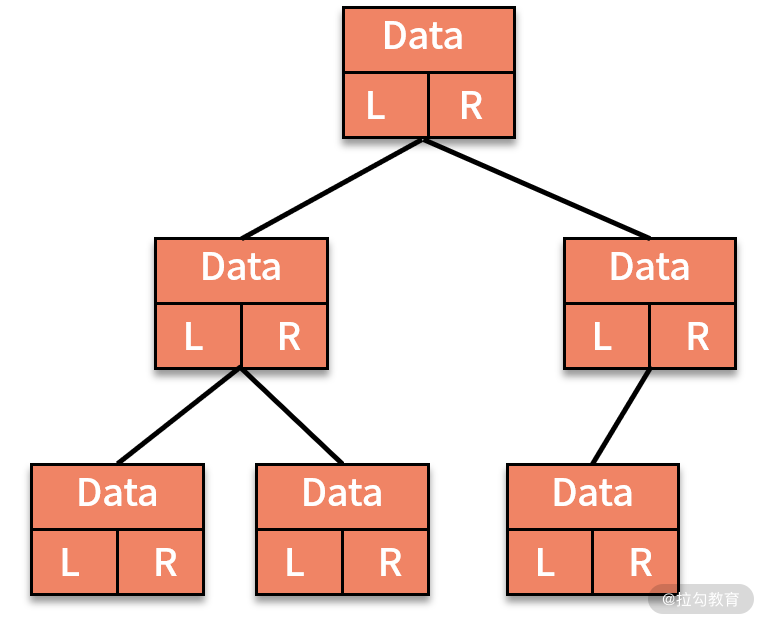 Data
L R
Data Data
L R L R
Data Data Data
L R L R L R
@拉勾教育